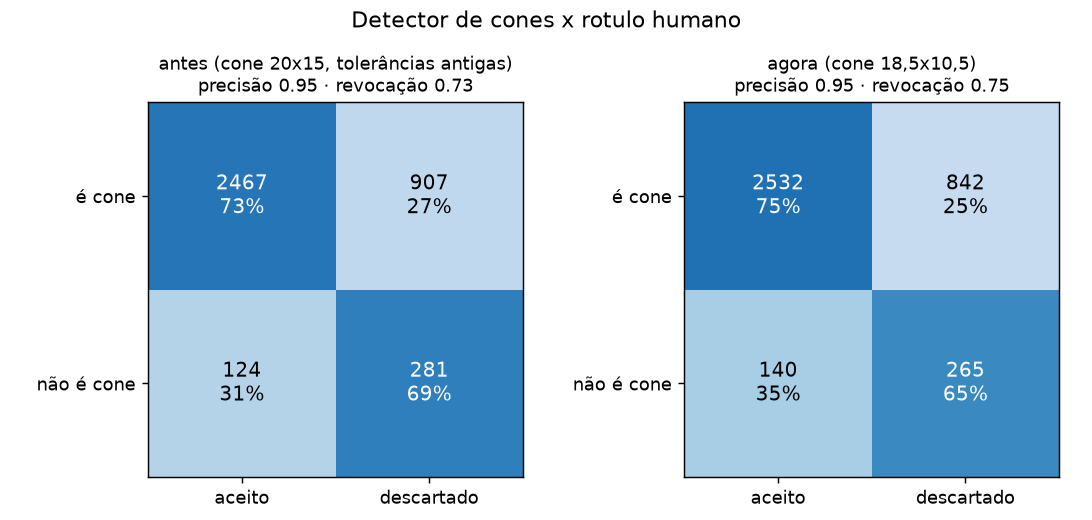 Detector de cones x rotulo humano
antes (cone 20x15, tolerâncias antigas)
precisão 0.95 · revocação 0.73
é cone
2467
73%
907
27%
não é cone
124
31%
281
69%
aceito
descartado
agora (cone 18,5x10,5)
precisão 0.95 · revocação 0.75
é cone
2532
75%
842
25%
não é cone
140
35%
265
65%
aceito
descartado